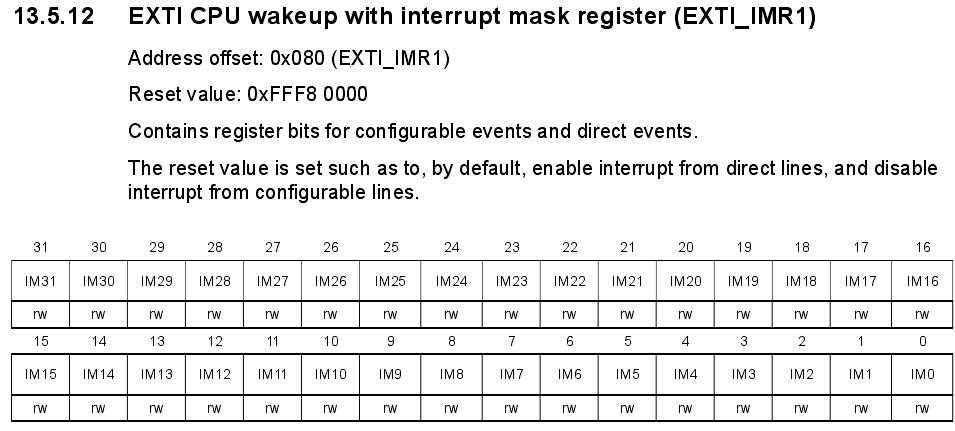 13.5.12 EXTI CPU wakeup with interrupt mask register (EXTI_IMR1)
Address offset: 0x080 (EXTI_IMR1)
Reset value: 0xFFF8 0000
Contains register bits for configurable events and direct events.
The reset value is set such as to, by default, enable interrupt from direct lines, and disable
interrupt from configurable lines.
31 30 29 28 27 26 25 24 23 22 21 20 19 18 17 16
IM31 IM30 IM29 IM28 IM27 IM26 IM25 IM24 IM23 IM22 IM21 IM20 IM19 IM18 IM17 IM16
rw rw rw rw rw rw rw rw rw rw rw rw rw rw rw rw
15 14 13 12 11 10 9 8 7 6 5 4 3 2 1 0
IM15 IM14 IM13 IM12 IM11 IM10 IM9 IM8 IM7 IM6 IM5 IM4 IM3 IM2 IM1 IM0
rw rw rw rw rw rw rw rw rw rw rw rw rw rw rw rw